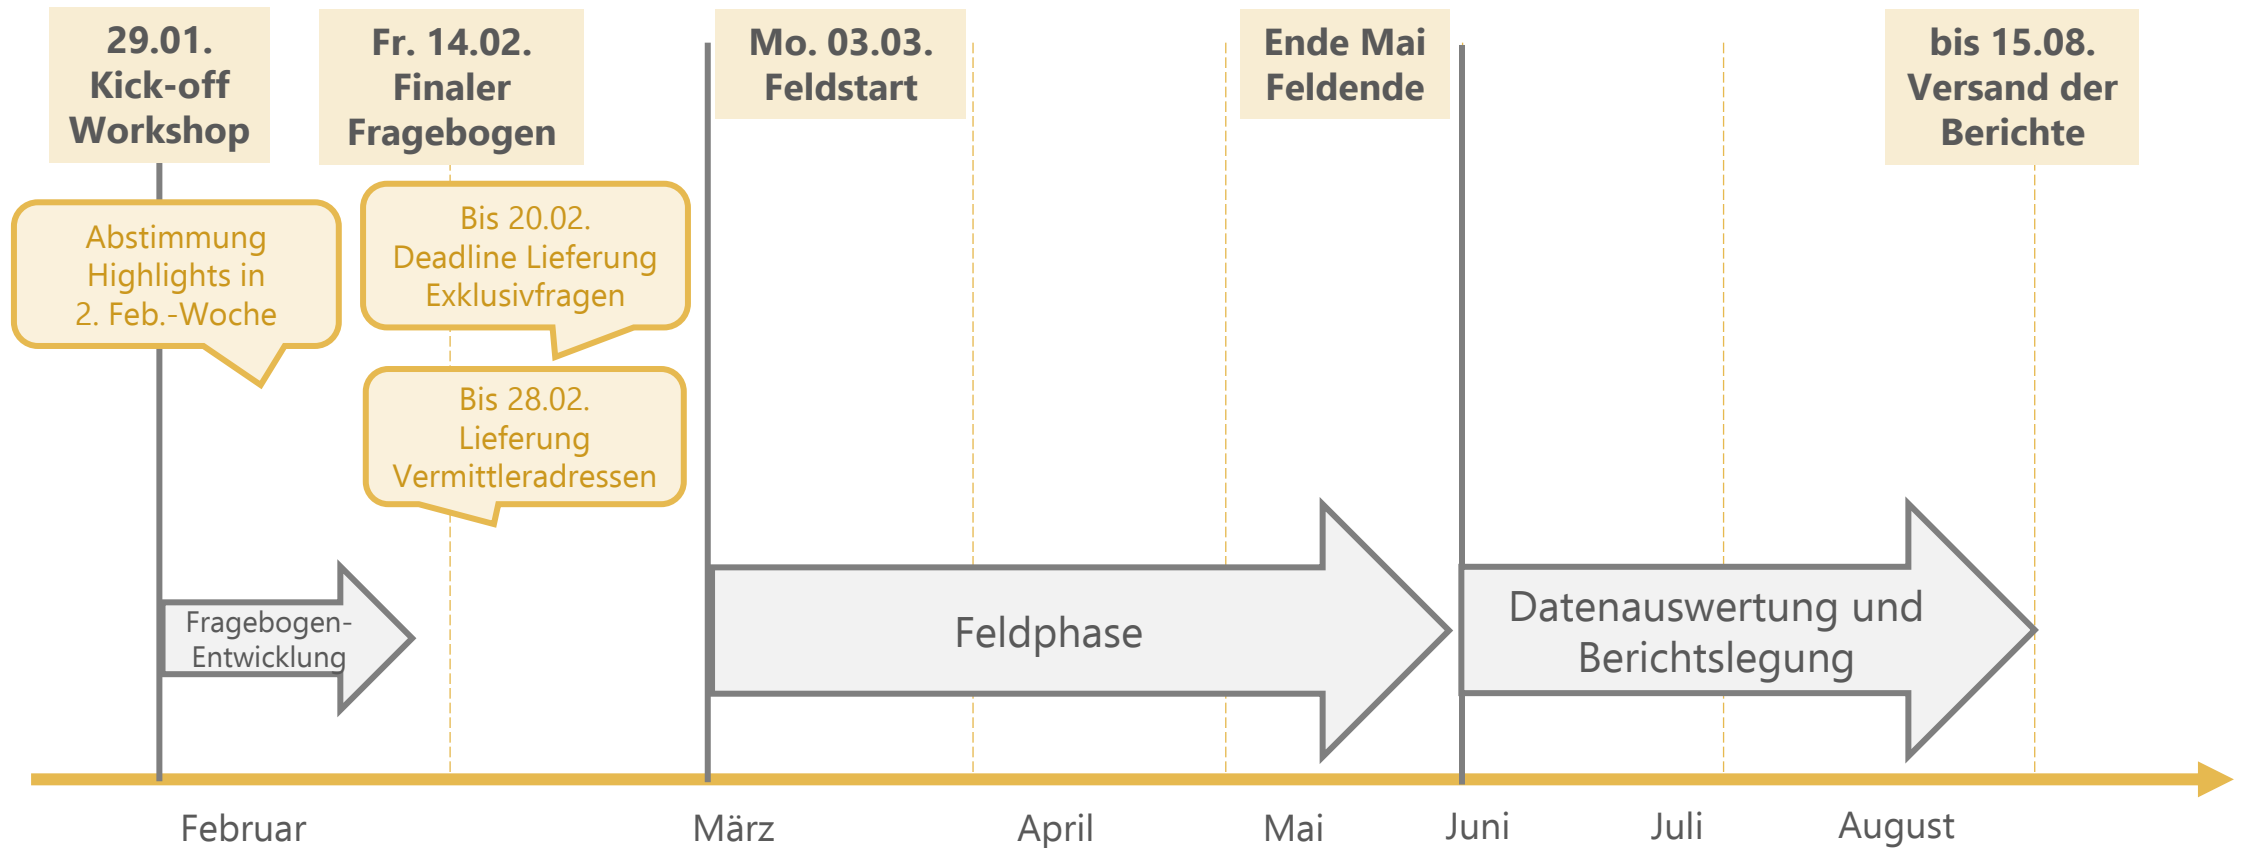 29.01.
Kick-off
Workshop
Fr. 14.02.
Finaler
Fragebogen
Mo. 03.03.
Feldstart
Ende Mai
Feldende
bis 15.08.
Versand der
Berichte
Abstimmung
Highlights in
2. Feb.-Woche
Bis 20.02.
Deadline Lieferung
Exklusivfragen
Bis 28.02.
Lieferung
Vermittleradressen
Fragebogen-
Entwicklung
Feldphase
Datenauswertung und
Berichtslegung
Februar
März
April
Mai
Juni
Juli
August